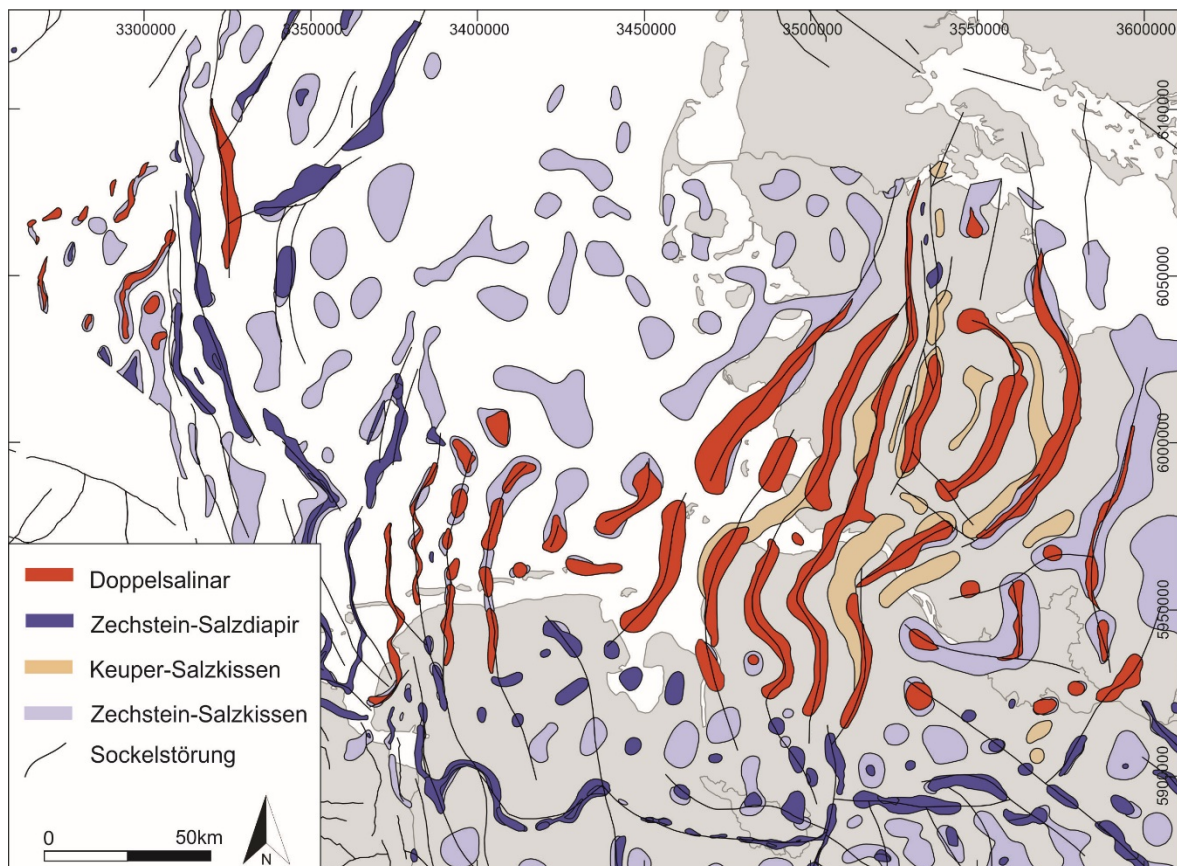 3300000 3350000 3400000 3450000 3500000 3550000 3600000
6100000
6050000
6000000
5950000
5900000
Doppelsalinar
Zechstein-Salzdiapir
Keuper-Salzkissen
Zechstein-Salzkissen
Sockelstörung
0 50km
N